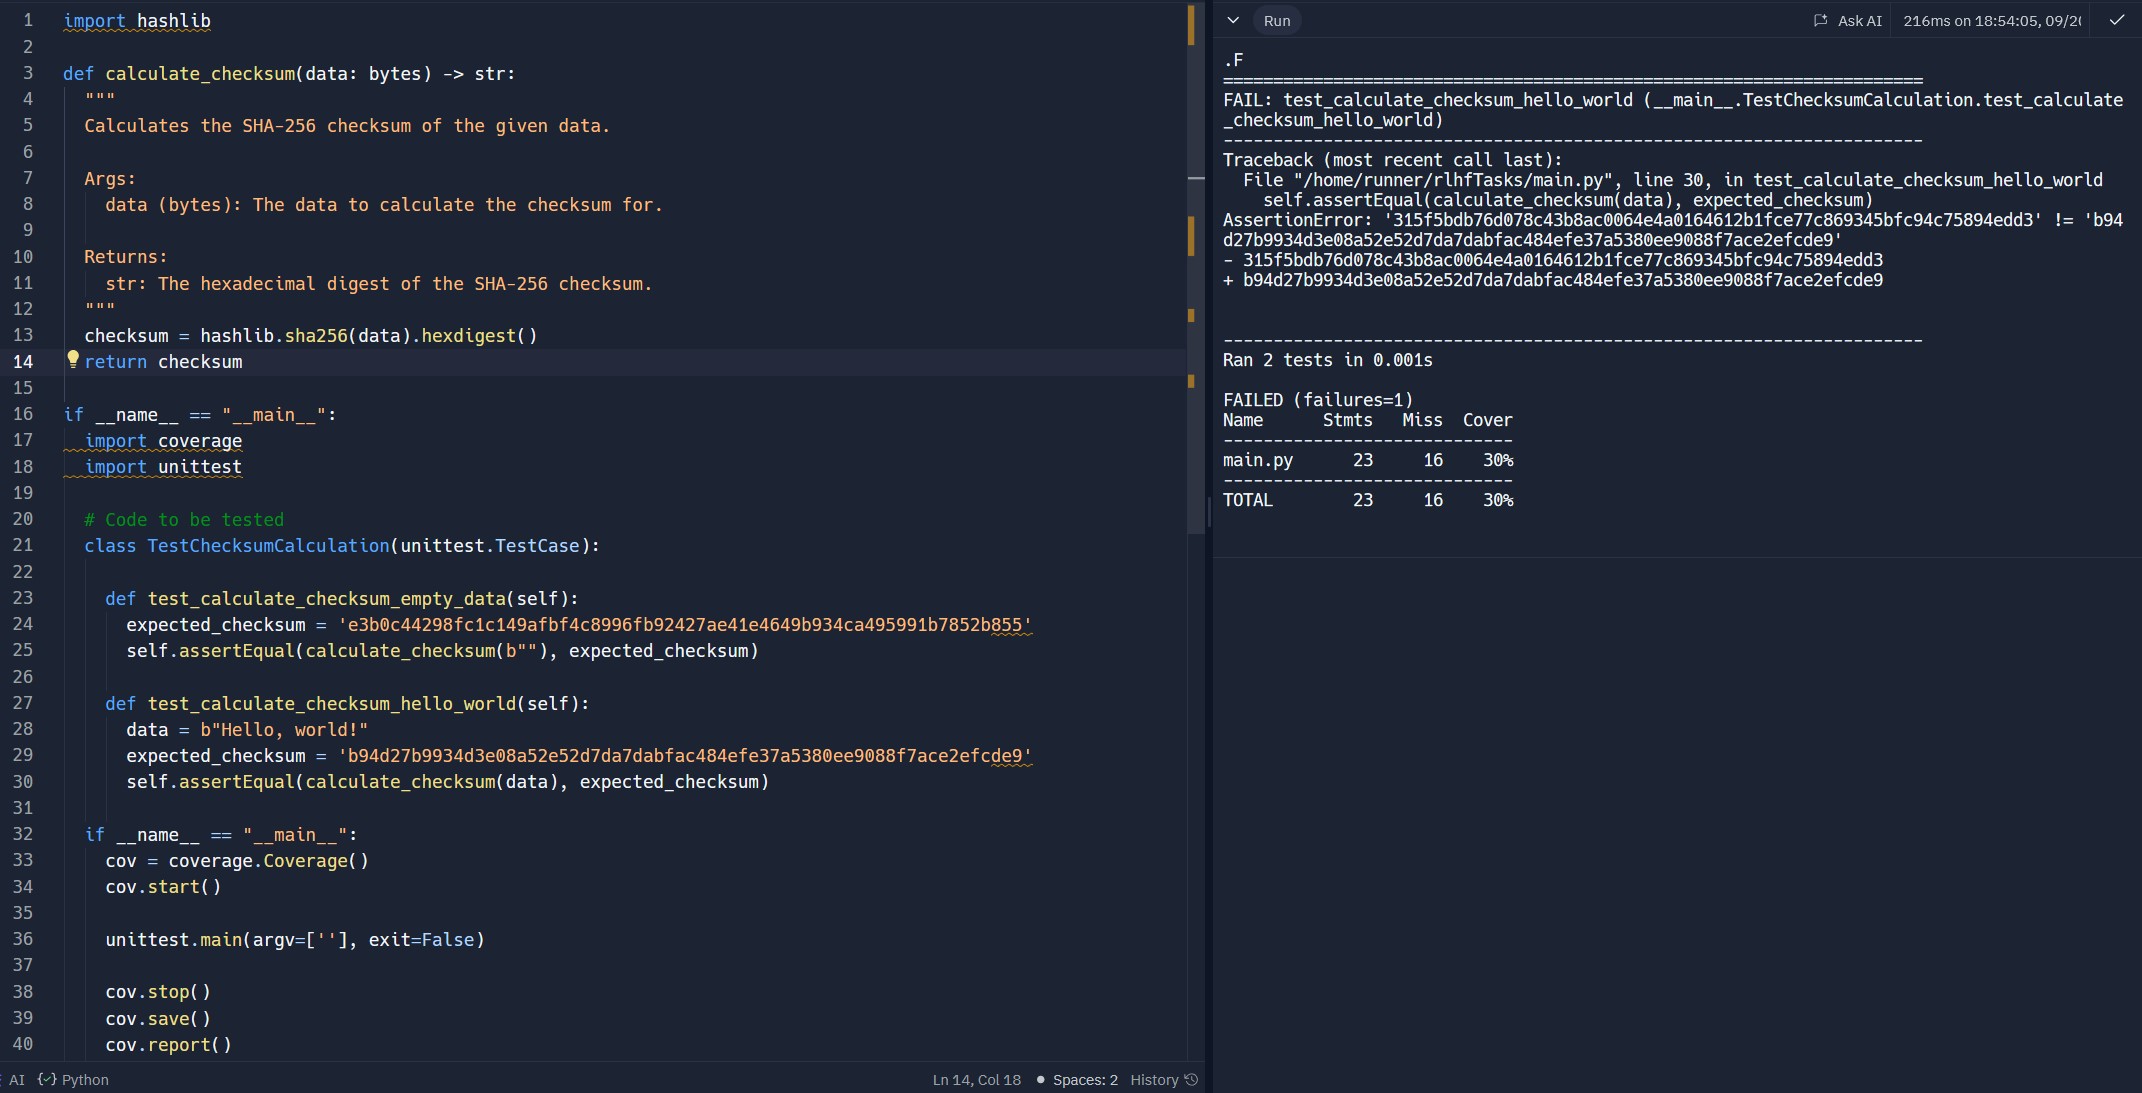 1 import hashlib
2
3 def calculate_checksum(data: bytes) -> str:
4 """
5 Calculates the SHA-256 checksum of the given data.
6
7 Args:
8 data (bytes): The data to calculate the checksum for.
9
10 Returns:
11 str: The hexadecimal digest of the SHA-256 checksum.
12 """
13 checksum = hashlib.sha256(data).hexdigest()
14 return checksum
15
16 if __name__ == "__main__":
17 import coverage
18 import unittest
19
20 # Code to be tested
21 class TestChecksumCalculation(unittest.TestCase):
22
23 def test_calculate_checksum_empty_data(self):
24 expected_checksum = 'e3b0c44298fc1c149afbf4c8996fb92427ae41e4649b934ca495991b7852b855'
25 self.assertEqual(calculate_checksum(b""), expected_checksum)
26
27 def test_calculate_checksum_hello_world(self):
28 data = b"Hello, world!"
29 expected_checksum = 'b94d27b9934d3e08a52e52d7da7dabfac484efe37a5380ee9088f7ace2efcde9'
30 self.assertEqual(calculate_checksum(data), expected_checksum)
31
32 if __name__ == "__main__":
33 cov = coverage.Coverage()
34 cov.start()
35
36 unittest.main(argv=[''], exit=False)
37
38 cov.stop()
39 cov.save()
40 cov.report()
AI Python
Ln 14, Col 18 Spaces: 2 History
Run Ask AI 216ms on 18:54:05, 09/20
.F
======================================================================
FAIL: test_calculate_checksum_hello_world (__main__.TestChecksumCalculation.test_calculate
_checksum_hello_world)
----------------------------------------------------------------------
Traceback (most recent call last):
File "/home/runner/rlhfTasks/main.py", line 30, in test_calculate_checksum_hello_world
self.assertEqual(calculate_checksum(data), expected_checksum)
AssertionError: '315f5bdb76d078c43b8ac0064e4a0164612b1fce77c869345bfc94c75894edd3' != 'b94
d27b9934d3e08a52e52d7da7dabfac484efe37a5380ee9088f7ace2efcde9'
- 315f5bdb76d078c43b8ac0064e4a0164612b1fce77c869345bfc94c75894edd3
+ b94d27b9934d3e08a52e52d7da7dabfac484efe37a5380ee9088f7ace2efcde9
----------------------------------------------------------------------
Ran 2 tests in 0.001s
FAILED (failures=1)
Name Stmts Miss Cover
-----------------------------
main.py 23 16 30%
-----------------------------
TOTAL 23 16 30%